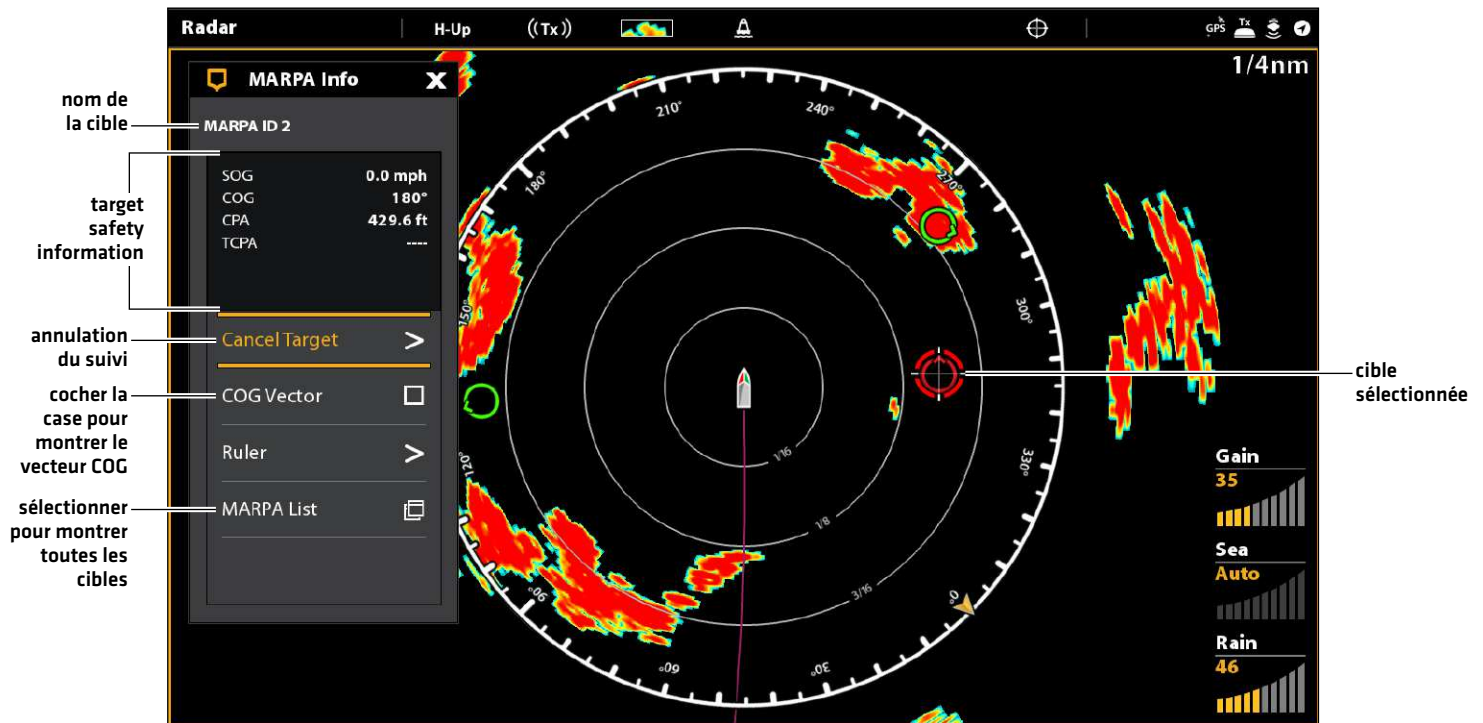 Radar
H-Up
((Tx))
GPS
Tx
1/4nm
MARPA Info
X
MARPA ID 2
SOG 0.0 mph
COG 180°
CPA 429.6 ft
TCPA ----
Cancel Target >
COG Vector
Ruler >
MARPA List
nom de
la cible
target
safety
information
annulation
du suivi
cocher la
case pour
montrer le
vecteur COG
sélectionner
pour montrer
toutes les
cibles
210°
240°
180°
270°
150°
300°
120°
330°
90°
0°
60°
30°
1/16
1/8
3/16
cible
sélectionnée
Gain
35
Sea
Auto
Rain
46